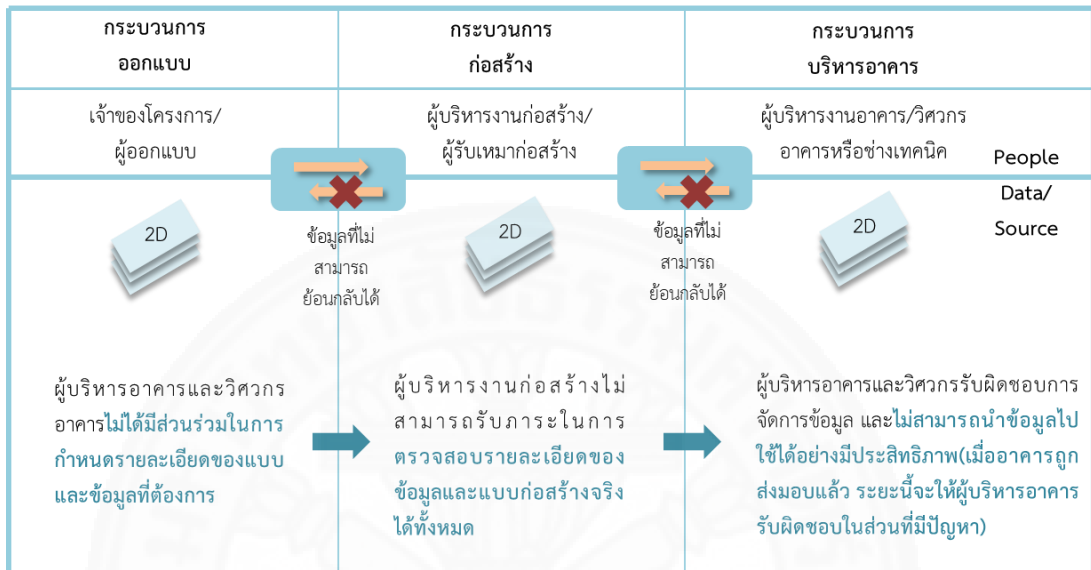 กระบวนการ
ออกแบบ
กระบวนการ
ก่อสร้าง
กระบวนการ
บริหารอาคาร
เจ้าของโครงการ/
ผู้ออกแบบ
ผู้บริหารงานก่อสร้าง/
ผู้รับเหมาก่อสร้าง
ผู้บริหารงานอาคาร/วิศวกร
อาคารหรือช่างเทคนิค
People
Data/
Source
2D
ข้อมูลที่ไม่
สามารถ
ย้อนกลับได้
2D
ข้อมูลที่ไม่
สามารถ
ย้อนกลับได้
2D
ผู้บริหารอาคารและวิศวกร
อาคารไม่ได้มีส่วนร่วมในการ
กำหนดรายละเอียดของแบบ
และข้อมูลที่ต้องการ
ผู้บริหารงานก่อสร้างไม่
สามารถรับภาระในการ
ตรวจสอบรายละเอียดของ
ข้อมูลและแบบก่อสร้างจริง
ได้ทั้งหมด
ผู้บริหารอาคารและวิศวกรรับผิดชอบการ
จัดการข้อมูล และไม่สามารถนำข้อมูลไป
ใช้ได้อย่างมีประสิทธิภาพ(เมื่ออาคารถูก
ส่งมอบแล้ว ระยะนี้จะให้ผู้บริหารอาคาร
รับผิดชอบในส่วนที่มีปัญหา)